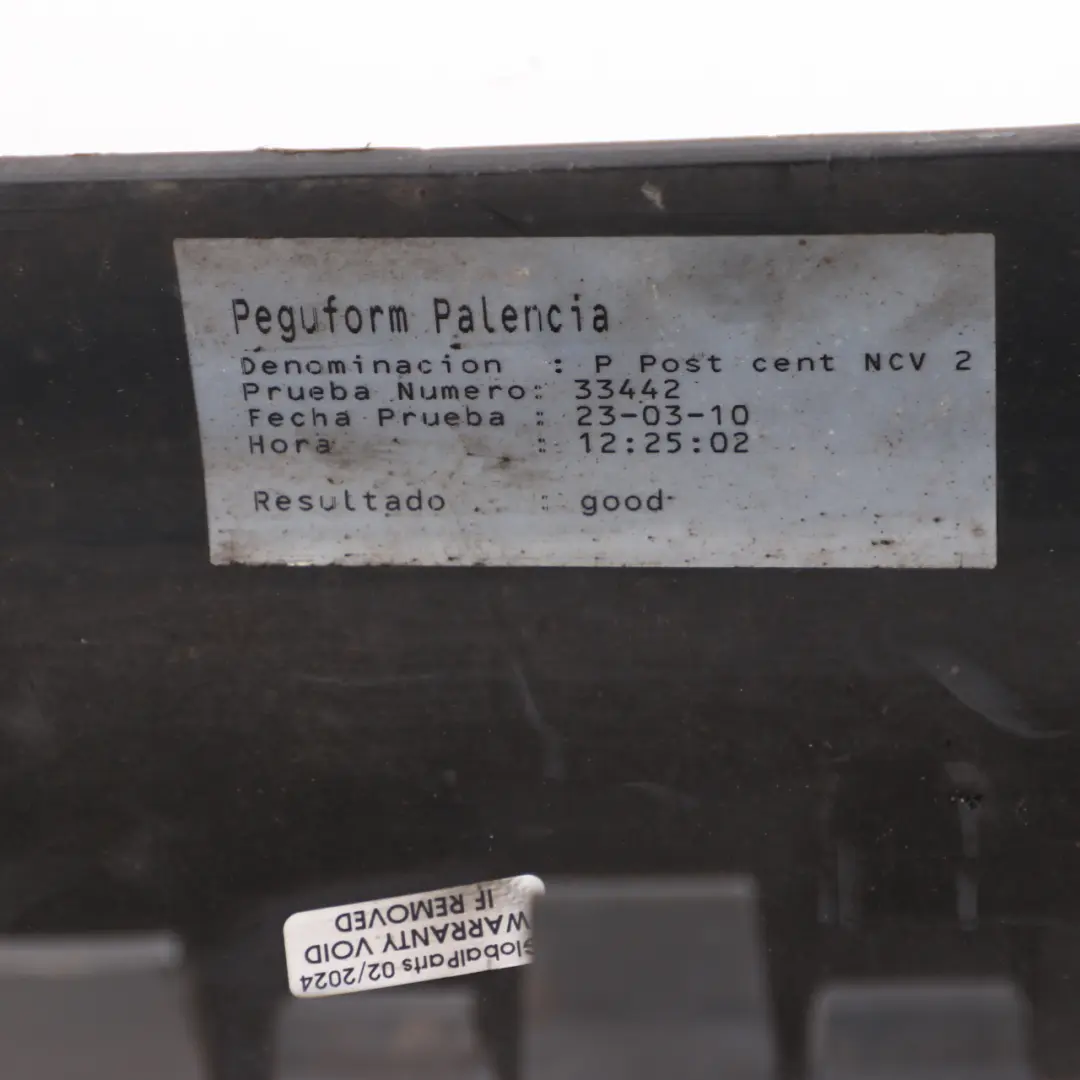 Peguform Palencia
Denominacion : P Post cent NCV 2
Prueba Numero: 33442
Fecha Prueba : 23-03-10
Hora : 12:25:02
Resultado : good
GlobalParts 02/2024
WARRANTY VOID
IF REMOVED